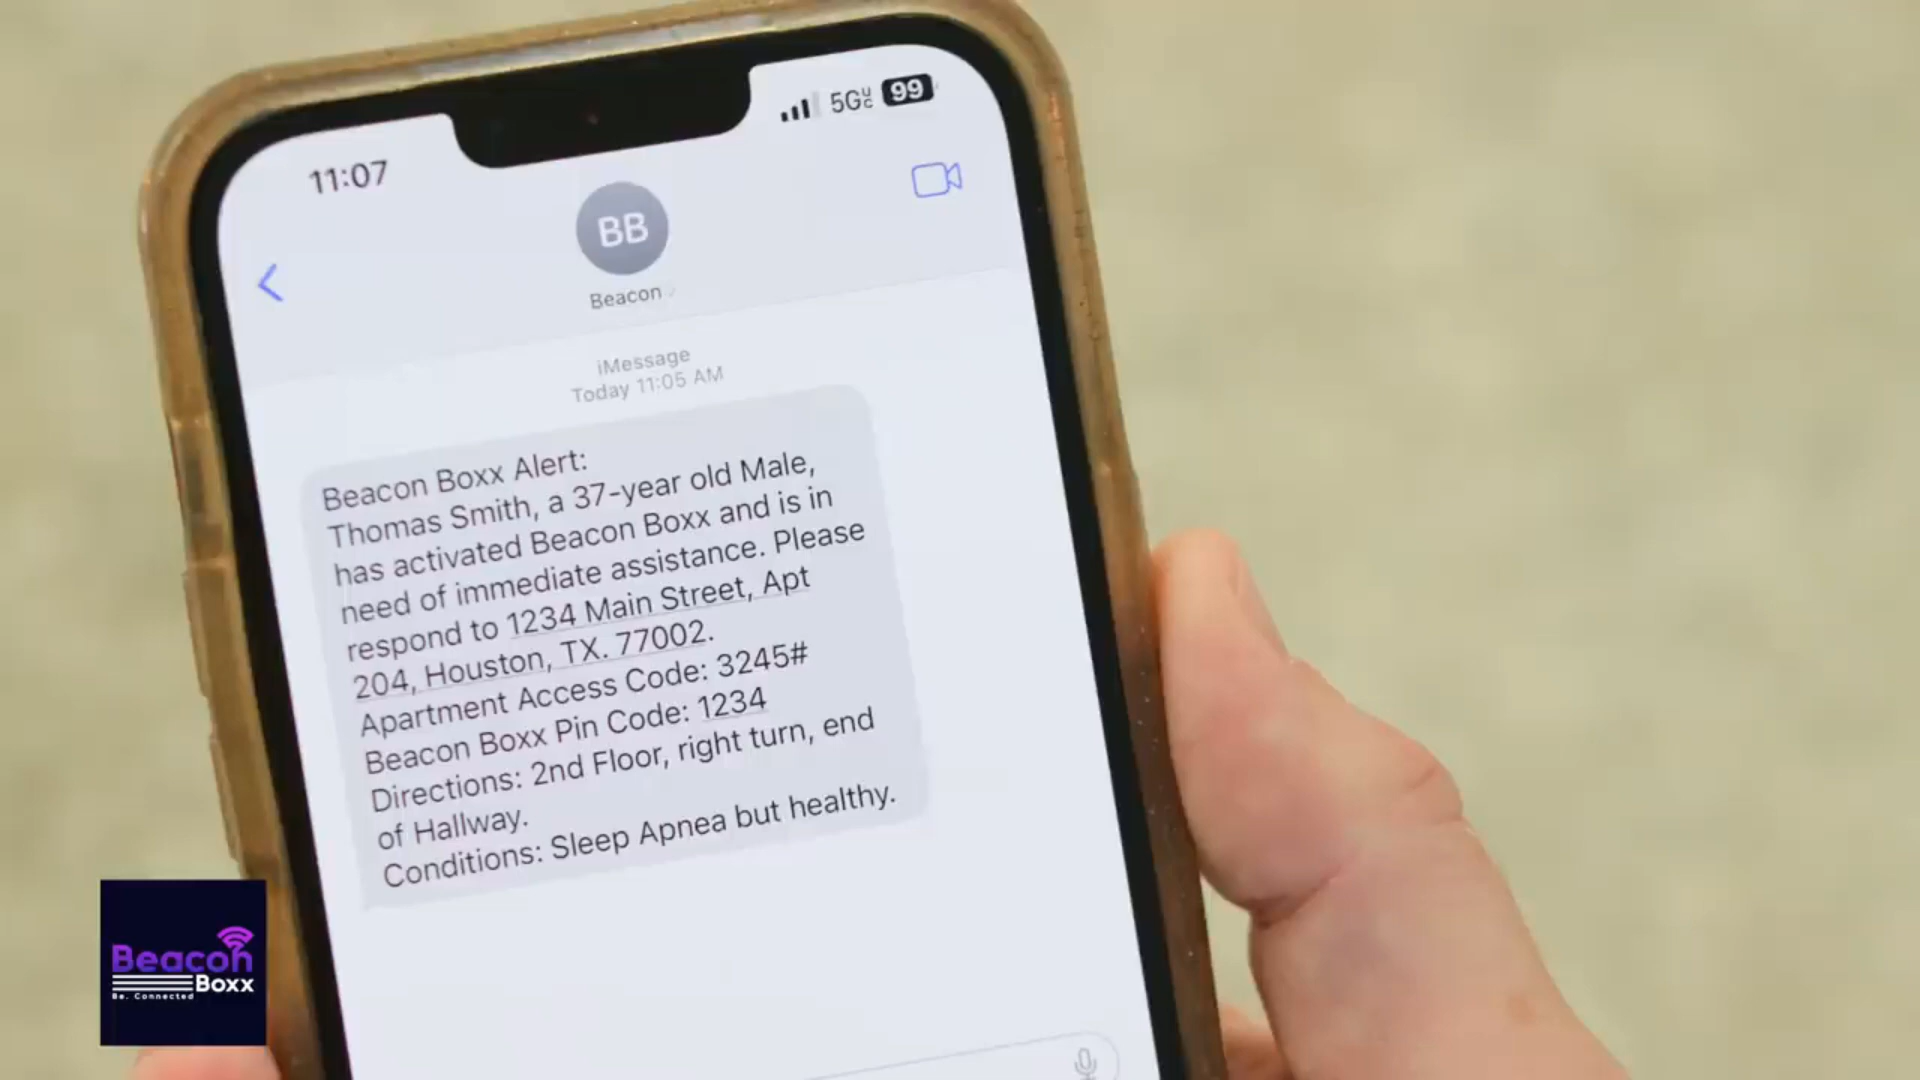 11:07
5G UC
99
BB
Beacon
iMessage
Today 11:05 AM
Beacon Boxx Alert:
Thomas Smith, a 37-year old Male,
has activated Beacon Boxx and is in
need of immediate assistance. Please
respond to 1234 Main Street, Apt
204, Houston, TX. 77002.
Apartment Access Code: 3245#
Beacon Boxx Pin Code: 1234
Directions: 2nd Floor, right turn, end
of Hallway.
Conditions: Sleep Apnea but healthy.
Beacon
Boxx
Be. Connected